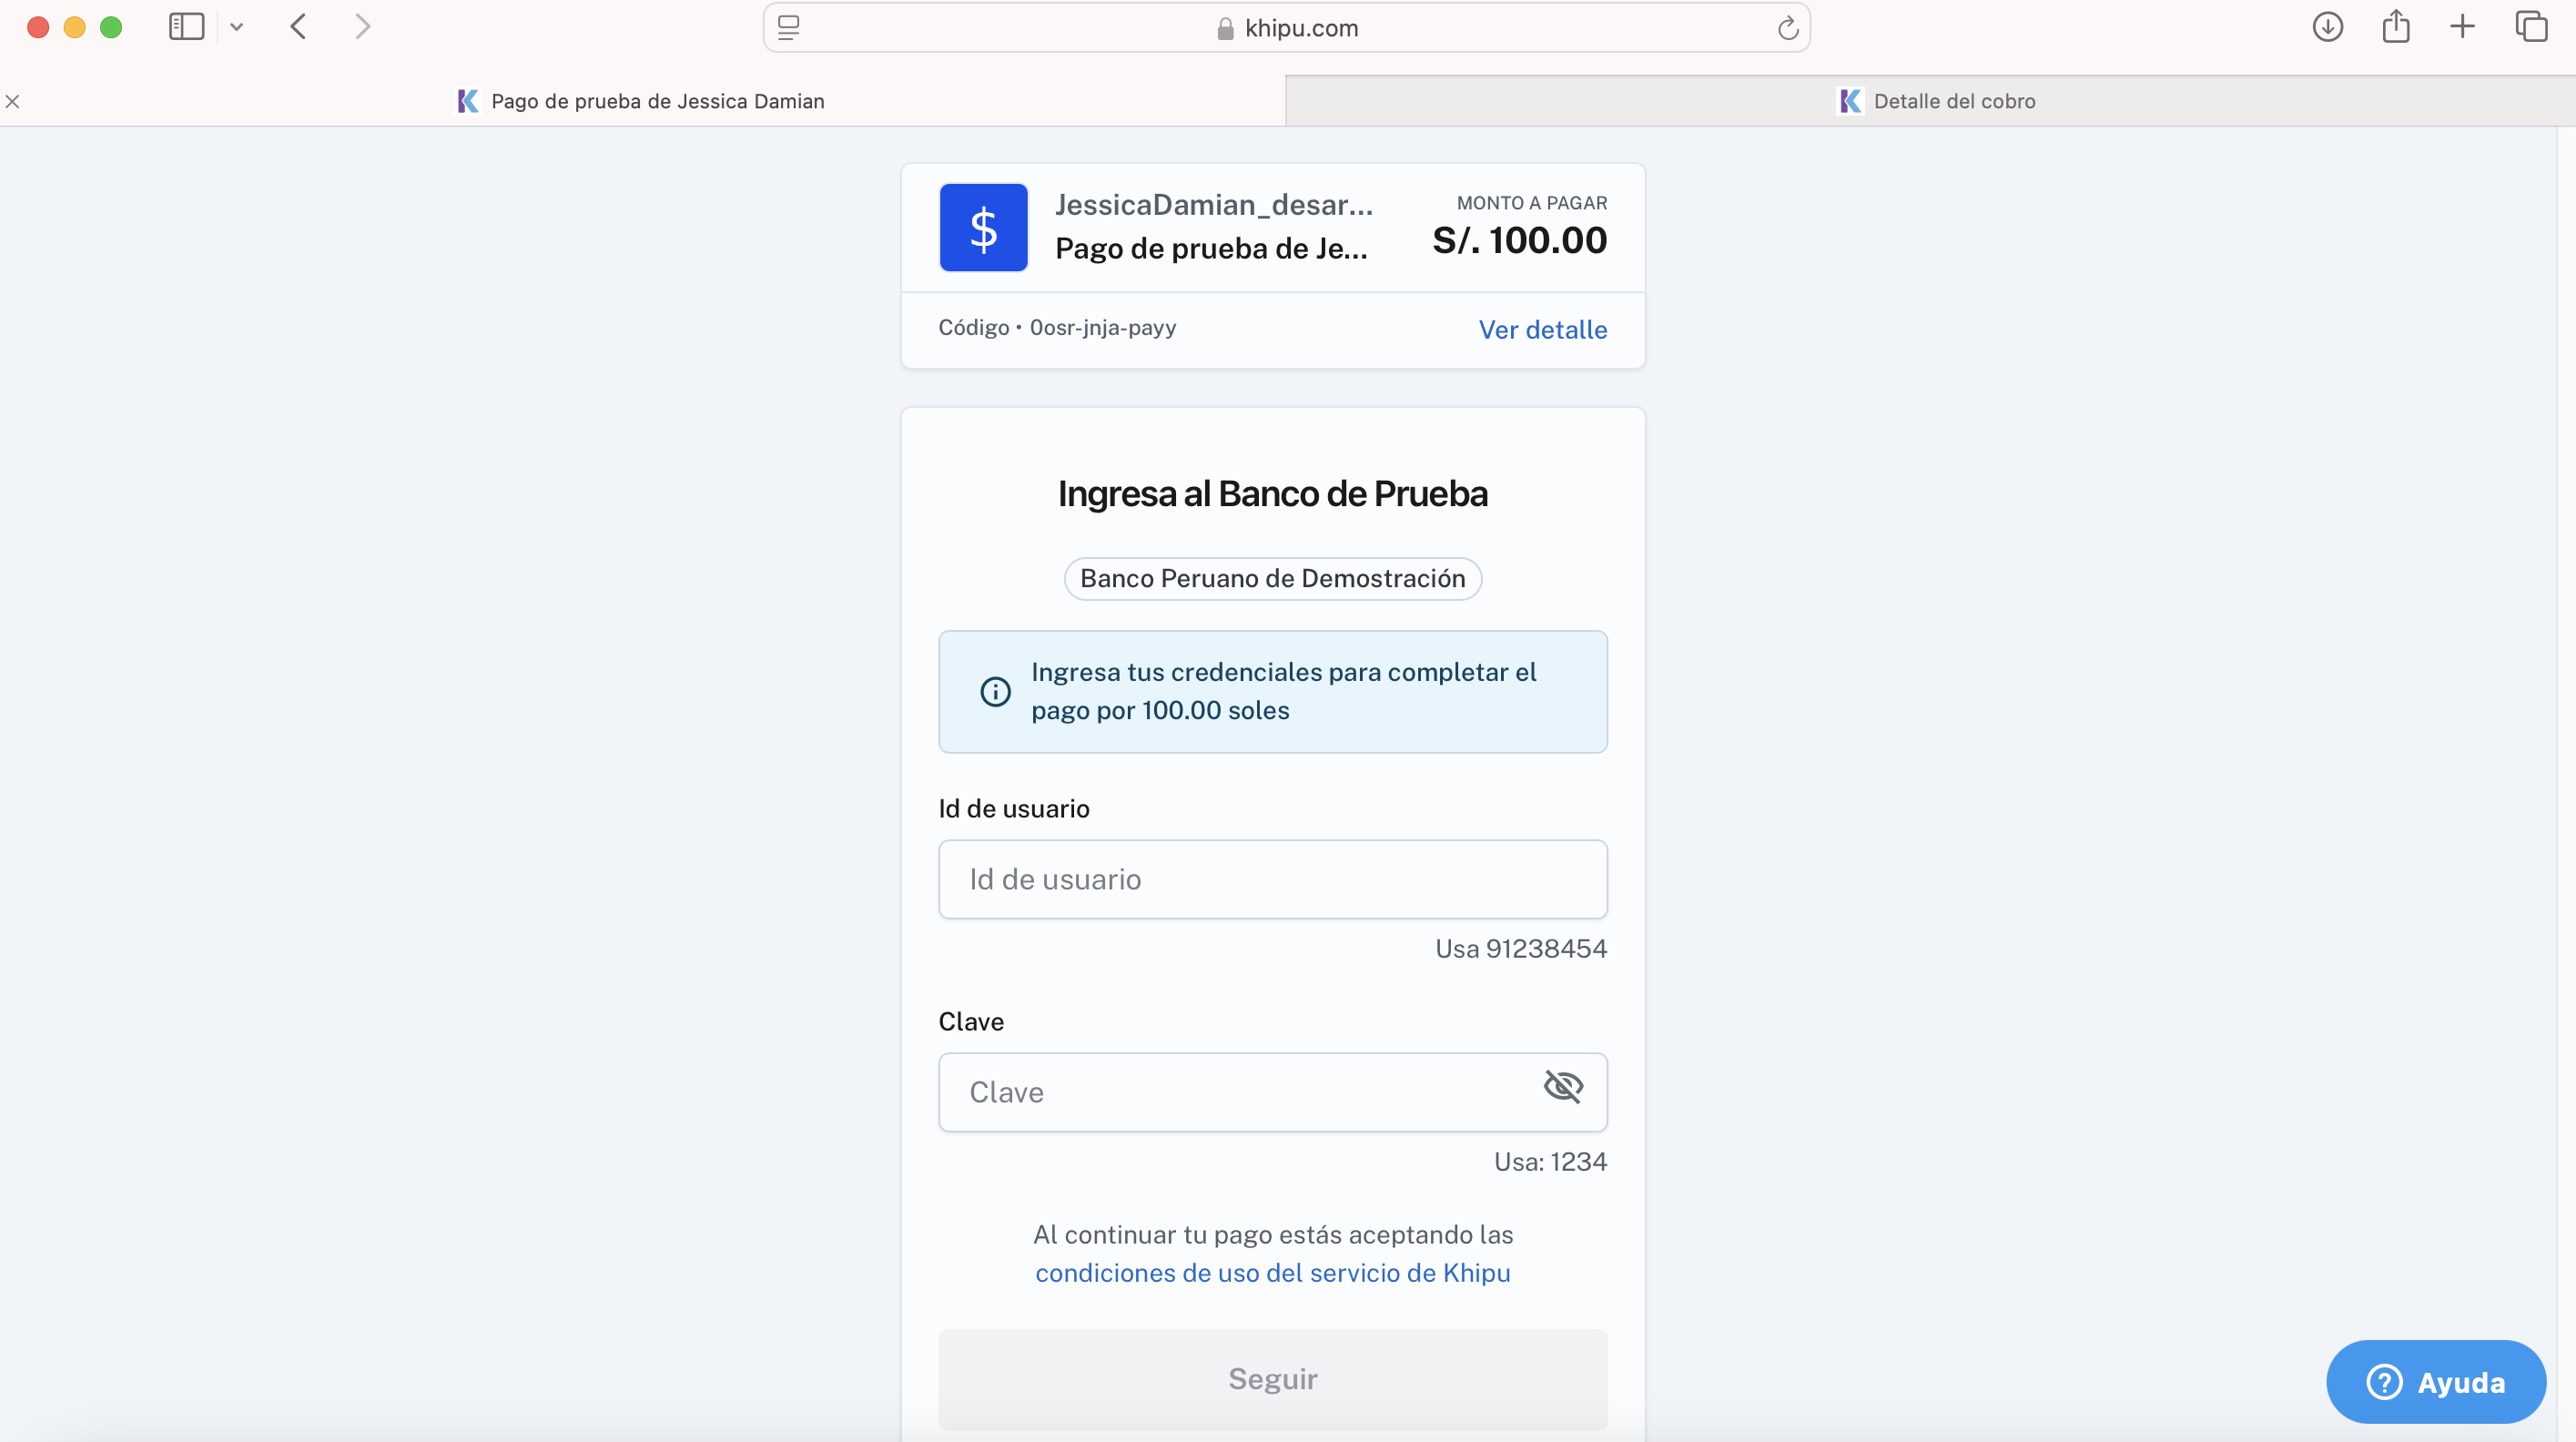 khipu.com
Pago de prueba de Jessica Damian
Detalle del cobro
$
JessicaDamian_desar...
Pago de prueba de Je...
MONTO A PAGAR
S/. 100.00
Código • 0osr-jnja-payy
Ver detalle
Ingresa al Banco de Prueba
Banco Peruano de Demostración
Ingresa tus credenciales para completar el
pago por 100.00 soles
Id de usuario
Id de usuario
Usa 91238454
Clave
Clave
Usa: 1234
Al continuar tu pago estás aceptando las
condiciones de uso del servicio de Khipu
Seguir
Ayuda